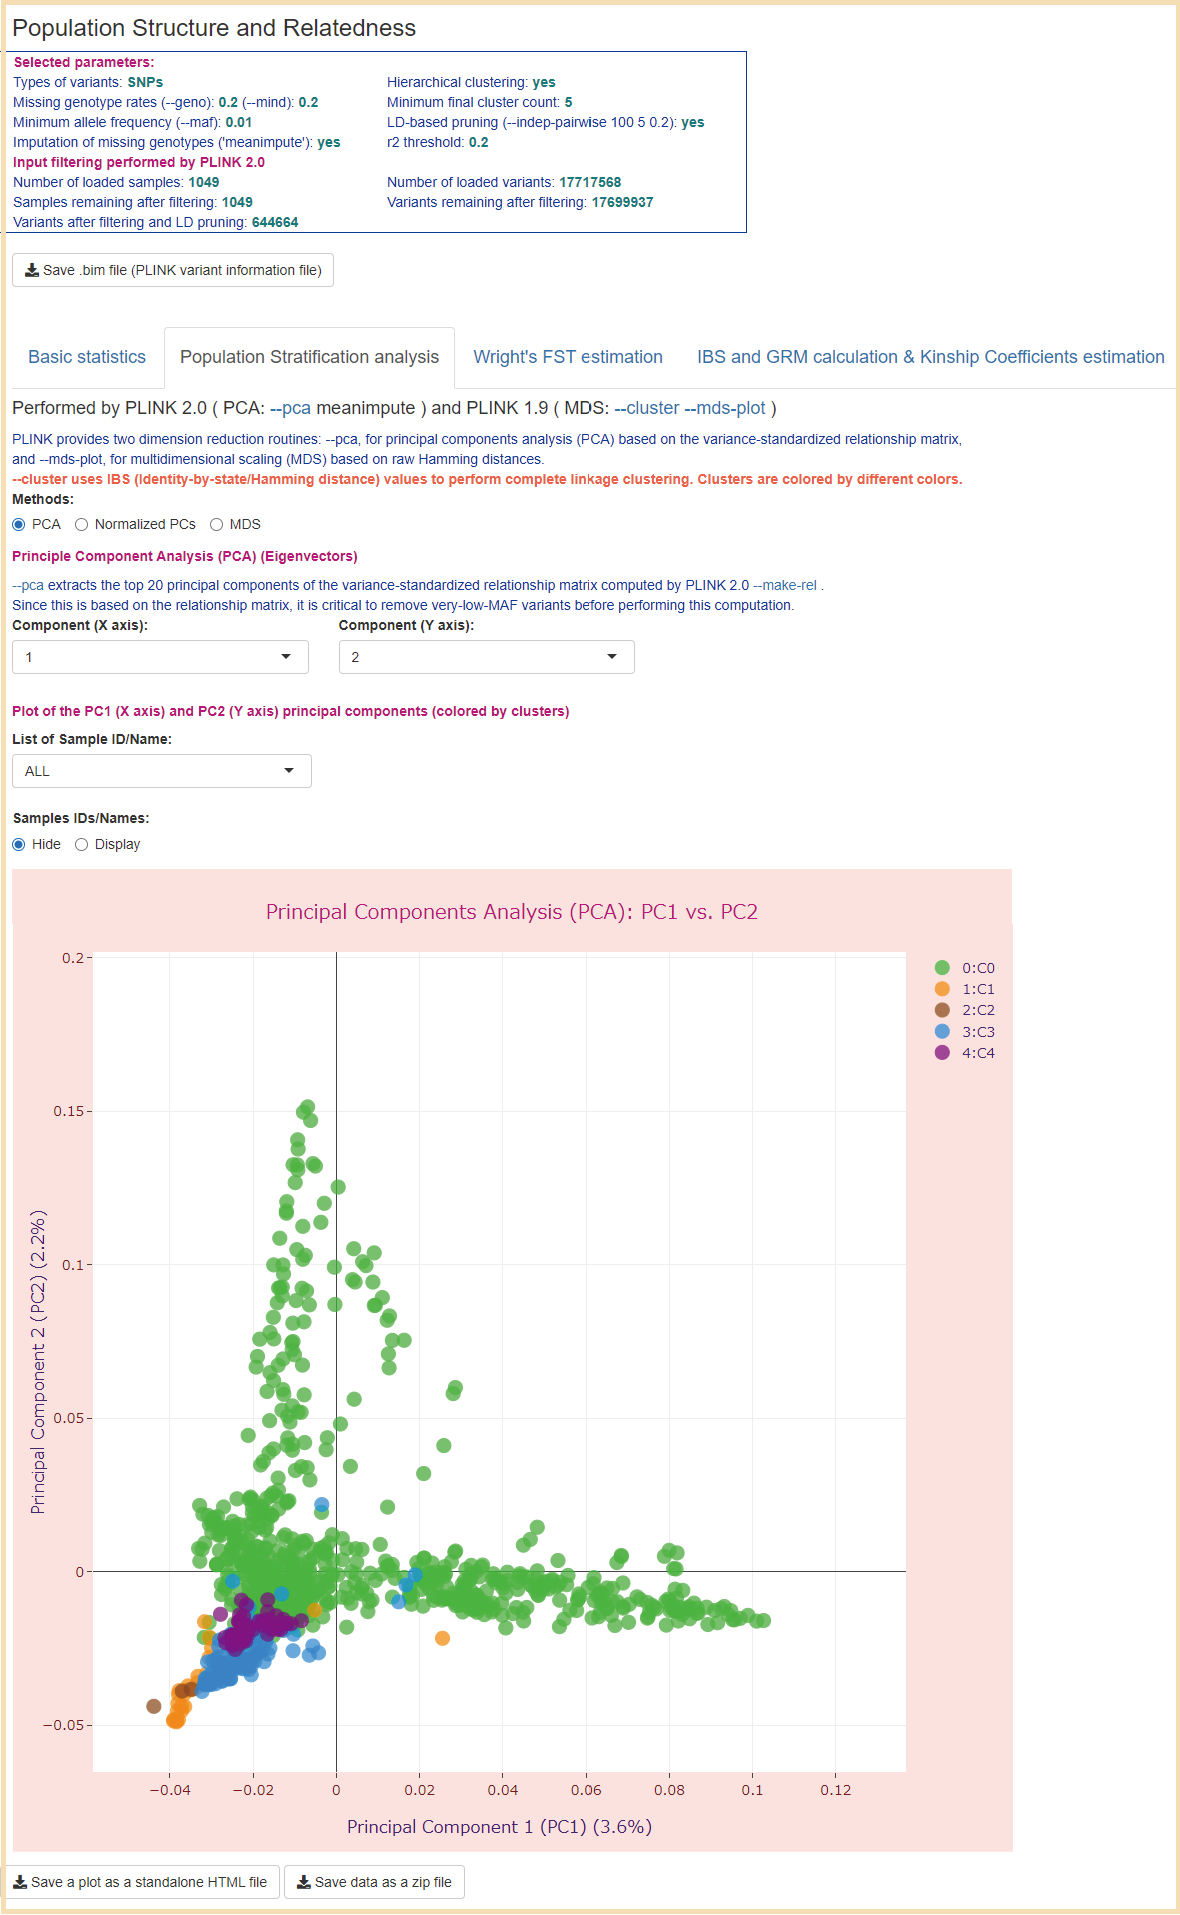 Population Structure and Relatedness
Selected parameters:
Types of variants: SNPs
Hierarchical clustering: yes
Missing genotype rates (--geno): 0.2 (--mind): 0.2
Minimum final cluster count: 5
Minimum allele frequency (--maf): 0.01
LD-based pruning (--indep-pairwise 100 5 0.2): yes
Imputation of missing genotypes ('meanimpute'): yes
r2 threshold: 0.2
Input filtering performed by PLINK 2.0
Number of loaded samples: 1049
Number of loaded variants: 17717568
Samples remaining after filtering: 1049
Variants remaining after filtering: 17699937
Variants after filtering and LD pruning: 644664
Save .bim file (PLINK variant information file)
Basic statistics
Population Stratification analysis
Wright's FST estimation
IBS and GRM calculation & Kinship Coefficients estimation
Performed by PLINK 2.0 ( PCA: --pca meanimpute ) and PLINK 1.9 ( MDS: --cluster --mds-plot )
PLINK provides two dimension reduction routines: --pca, for principal components analysis (PCA) based on the variance-standardized relationship matrix,
and --mds-plot, for multidimensional scaling (MDS) based on raw Hamming distances.
--cluster uses IBS (Identity-by-state/Hamming distance) values to perform complete linkage clustering. Clusters are colored by different colors.
Methods:
PCA
Normalized PCs
MDS
Principle Component Analysis (PCA) (Eigenvectors)
--pca extracts the top 20 principal components of the variance-standardized relationship matrix computed by PLINK 2.0 --make-rel .
Since this is based on the relationship matrix, it is critical to remove very-low-MAF variants before performing this computation.
Component (X axis):
Component (Y axis):
1
2
Plot of the PC1 (X axis) and PC2 (Y axis) principal components (colored by clusters)
List of Sample ID/Name:
ALL
Samples IDs/Names:
Hide
Display
Principal Components Analysis (PCA): PC1 vs. PC2
0:C0
1:C1
2:C2
3:C3
4:C4
0.2
0.15
0.1
0.05
0
−0.05
Principal Component 2 (PC2) (2.2%)
−0.04
−0.02
0
0.02
0.04
0.06
0.08
0.1
0.12
Principal Component 1 (PC1) (3.6%)
Save a plot as a standalone HTML file
Save data as a zip file